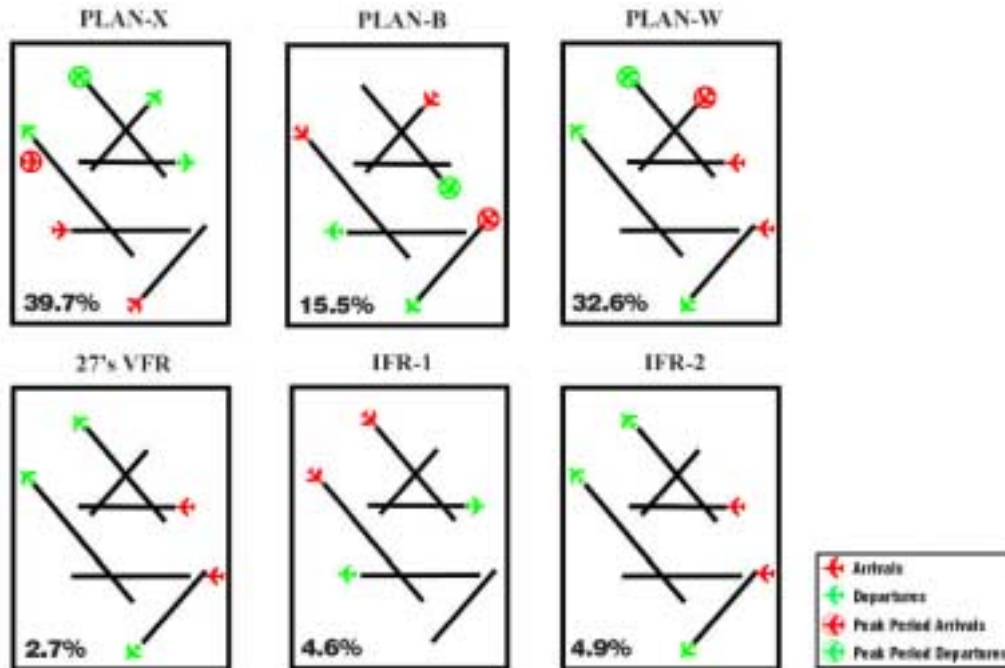 PLAN-X
PLAN-B
PLAN-W
39.7%
15.5%
32.6%
27's VFR
IFR-1
IFR-2
2.7%
4.6%
4.9%
Arrivals
Departures
Peak Period Arrivals
Peak Period Departures